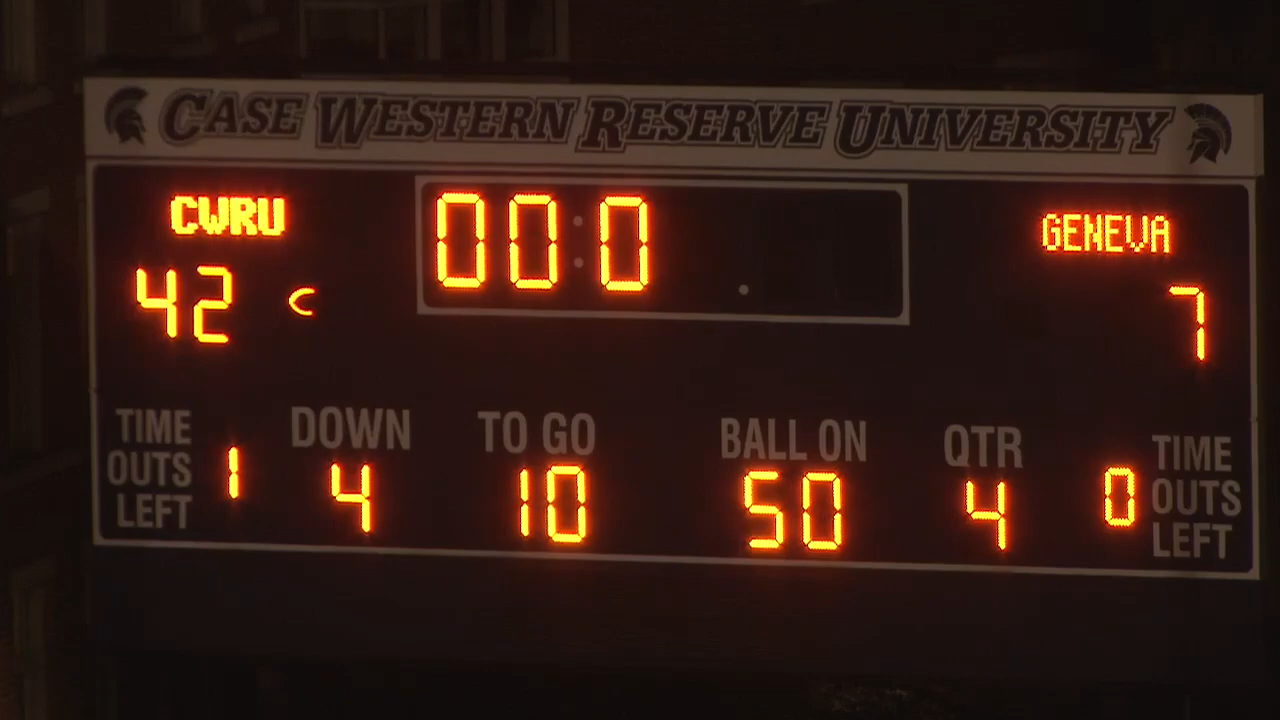 CASE WESTERN RESERVE UNIVERSITY
CWRU 000:0 GENEVA
42 < 7
TIME OUTS LEFT 1
DOWN 4
TO GO 10
BALL ON 50
QTR 4
0 TIME OUTS LEFT